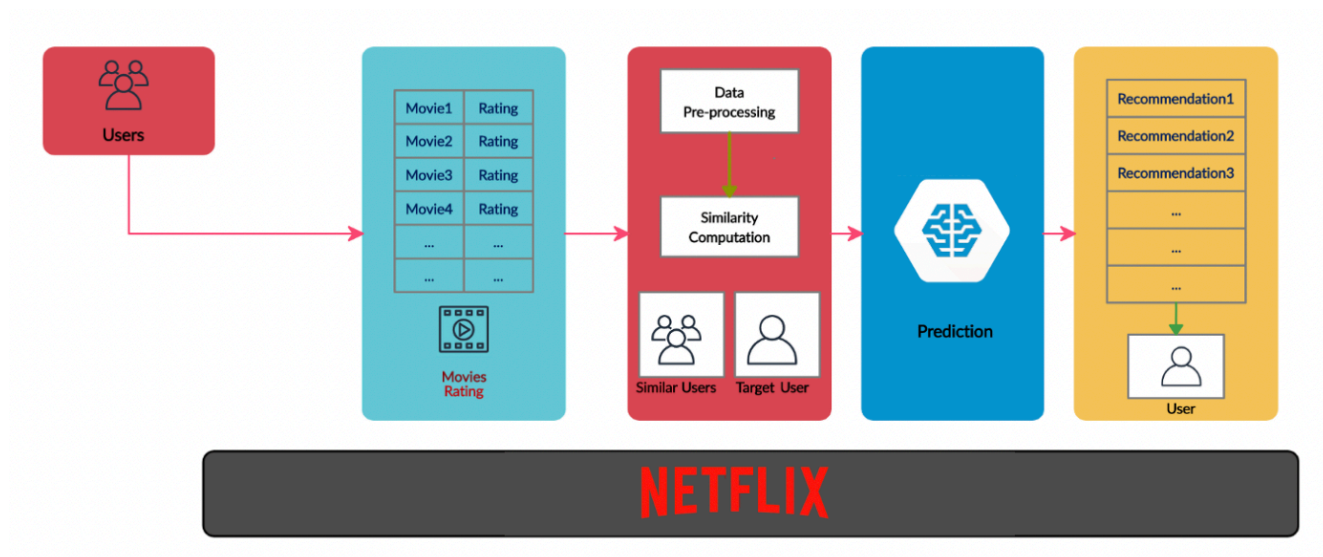 Users
Movie1 Rating
Movie2 Rating
Movie3 Rating
Movie4 Rating
... ...
... ...
Movies
Rating
Data
Pre-processing
Similarity
Computation
Similar Users
Target User
Prediction
Recommendation1
Recommendation2
Recommendation3
...
...
...
User
NETFLIX